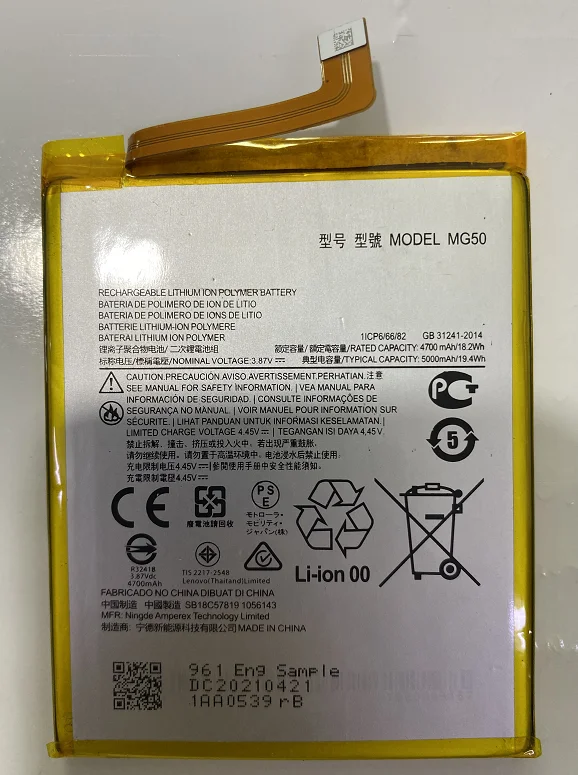 型号 型號 MODEL MG50
RECHARGEABLE LITHIUM ION POLYMER BATTERY
BATERIA DE POLIMERO DE ION DE LITIO
BATERIA DE POLIMERO DE IONS DE LITIO
BATTERIE LITHIUM-ION POLYMERE
BATERAI LITHIUM ION POLYMER
1ICP6/66/82 GB 31241-2014
锂离子聚合物电池/ 二次鋰電池組 额定容量/ 額定電容量/RATED CAPACITY: 4700 mAh/18.2Wh
标称电压/標稱電壓/NOMINAL VOLTAGE:3.87V⎓ 典型容量/典型電容量/TYPICAL CAPACITY: 5000mAh/19.4Wh
CAUTION.PRECAUCIÓN.AVISO.AVERTISSEMENT.PERHATIAN. 注意
SEE MANUAL FOR SAFETY INFORMATION. | VEA MANUAL PARA
INFORMACIÓN DE SEGURIDAD. | CONSULTE INFORMAÇÕES DE
SEGURANÇA NO MANUAL. | VOIR MANUEL POUR INFORMATION SUR
SÉCURITE. | LIHAT PANDUAN UNTUK INFORMASI KESELAMATAN.|
LIMITED CHARGE VOLTAGE 4.45V⎓ | TEGANGAN ISI DAYA 4,45V.
禁止拆解、撞击、挤压或投入火中。若出现严重鼓胀,
请勿继续使用。请勿置于高温环境中。电池浸水后禁止使用。
充电限制电压4.45V⎓ |參閱使用手册中安全性能須知。
充電限制電壓4.45V⎓
PCT
5
CE
廢電池請回收
PS
E
モトローラ・
モビリティ・
ジャパン(株)
Li-ion 00
R3241B
3.87Vdc
4700mAh
TIS 2217-2548
Lenovo(Thailand)Limited
FABRICADO NO CHINA DIBUAT DI CHINA
中国制造 中國製造 SB18C57819 1056143
MFR: Ningde Amperex Technology Limited
制造商: 宁德新能源科技有限公司 MADE IN CHINA
961 Eng Sample
DC20210421
1AA0539 rB